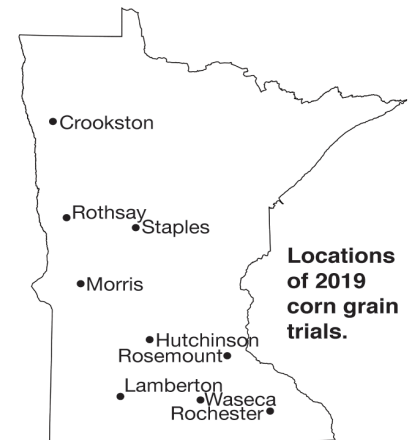 Crookston
Rothsay
Staples
Morris
Locations
of 2019
corn grain
trials.
Hutchinson
Rosemount
Lamberton
Waseca
Rochester